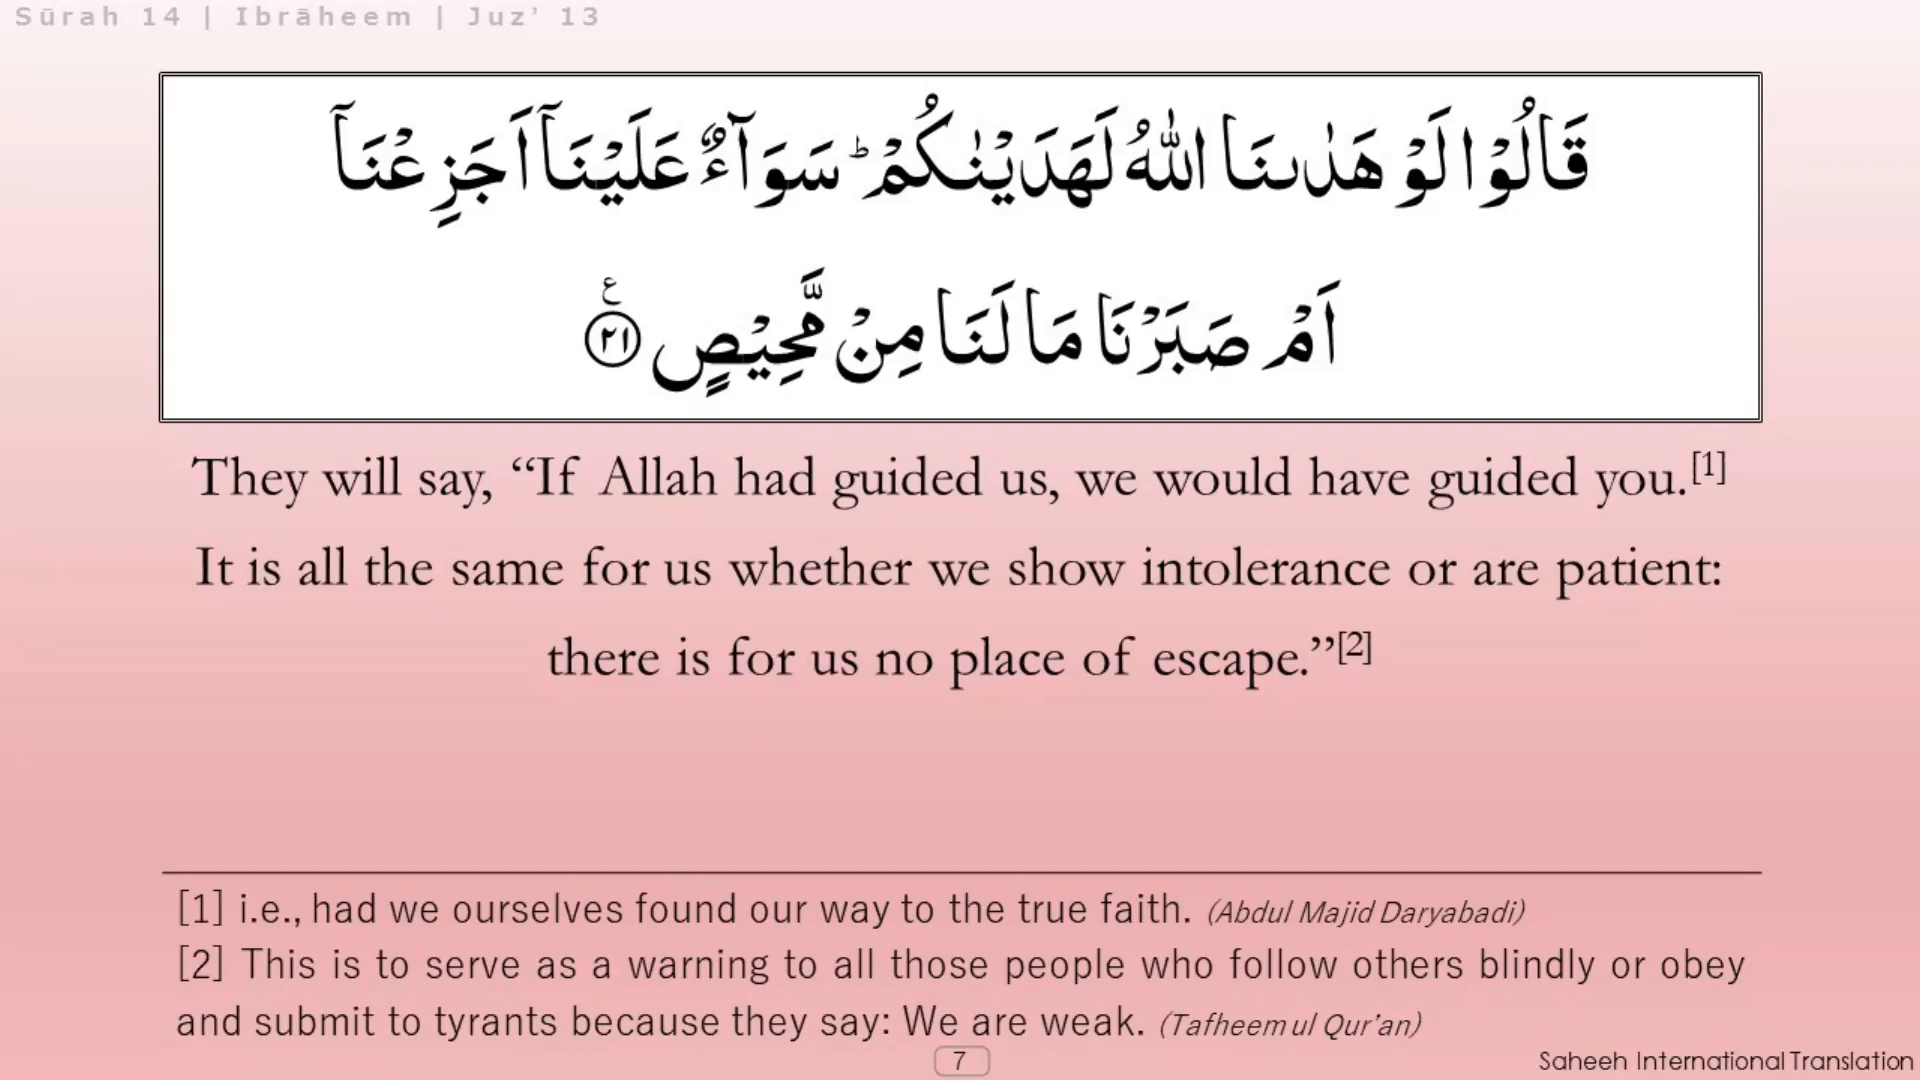 Sūrah 14 | Ibrāheem | Juz’ 13
قَالُوْا لَوْ هَدٰىنَا اللّٰهُ لَهَدَيْنٰكُمْ ؕ سَوَآءٌ عَلَيْنَاۤ اَجَزِعْنَاۤ
اَمْ صَبَرْنَا مَا لَنَا مِنْ مَّحِيْصٍ ࣖ ٢١
They will say, “If Allah had guided us, we would have guided you.[1]
It is all the same for us whether we show intolerance or are patient:
there is for us no place of escape.”[2]
[1] i.e., had we ourselves found our way to the true faith. (Abdul Majid Daryabadi)
[2] This is to serve as a warning to all those people who follow others blindly or obey
and submit to tyrants because they say: We are weak. (Tafheem ul Qur’an)
7
Saheeh International Translation